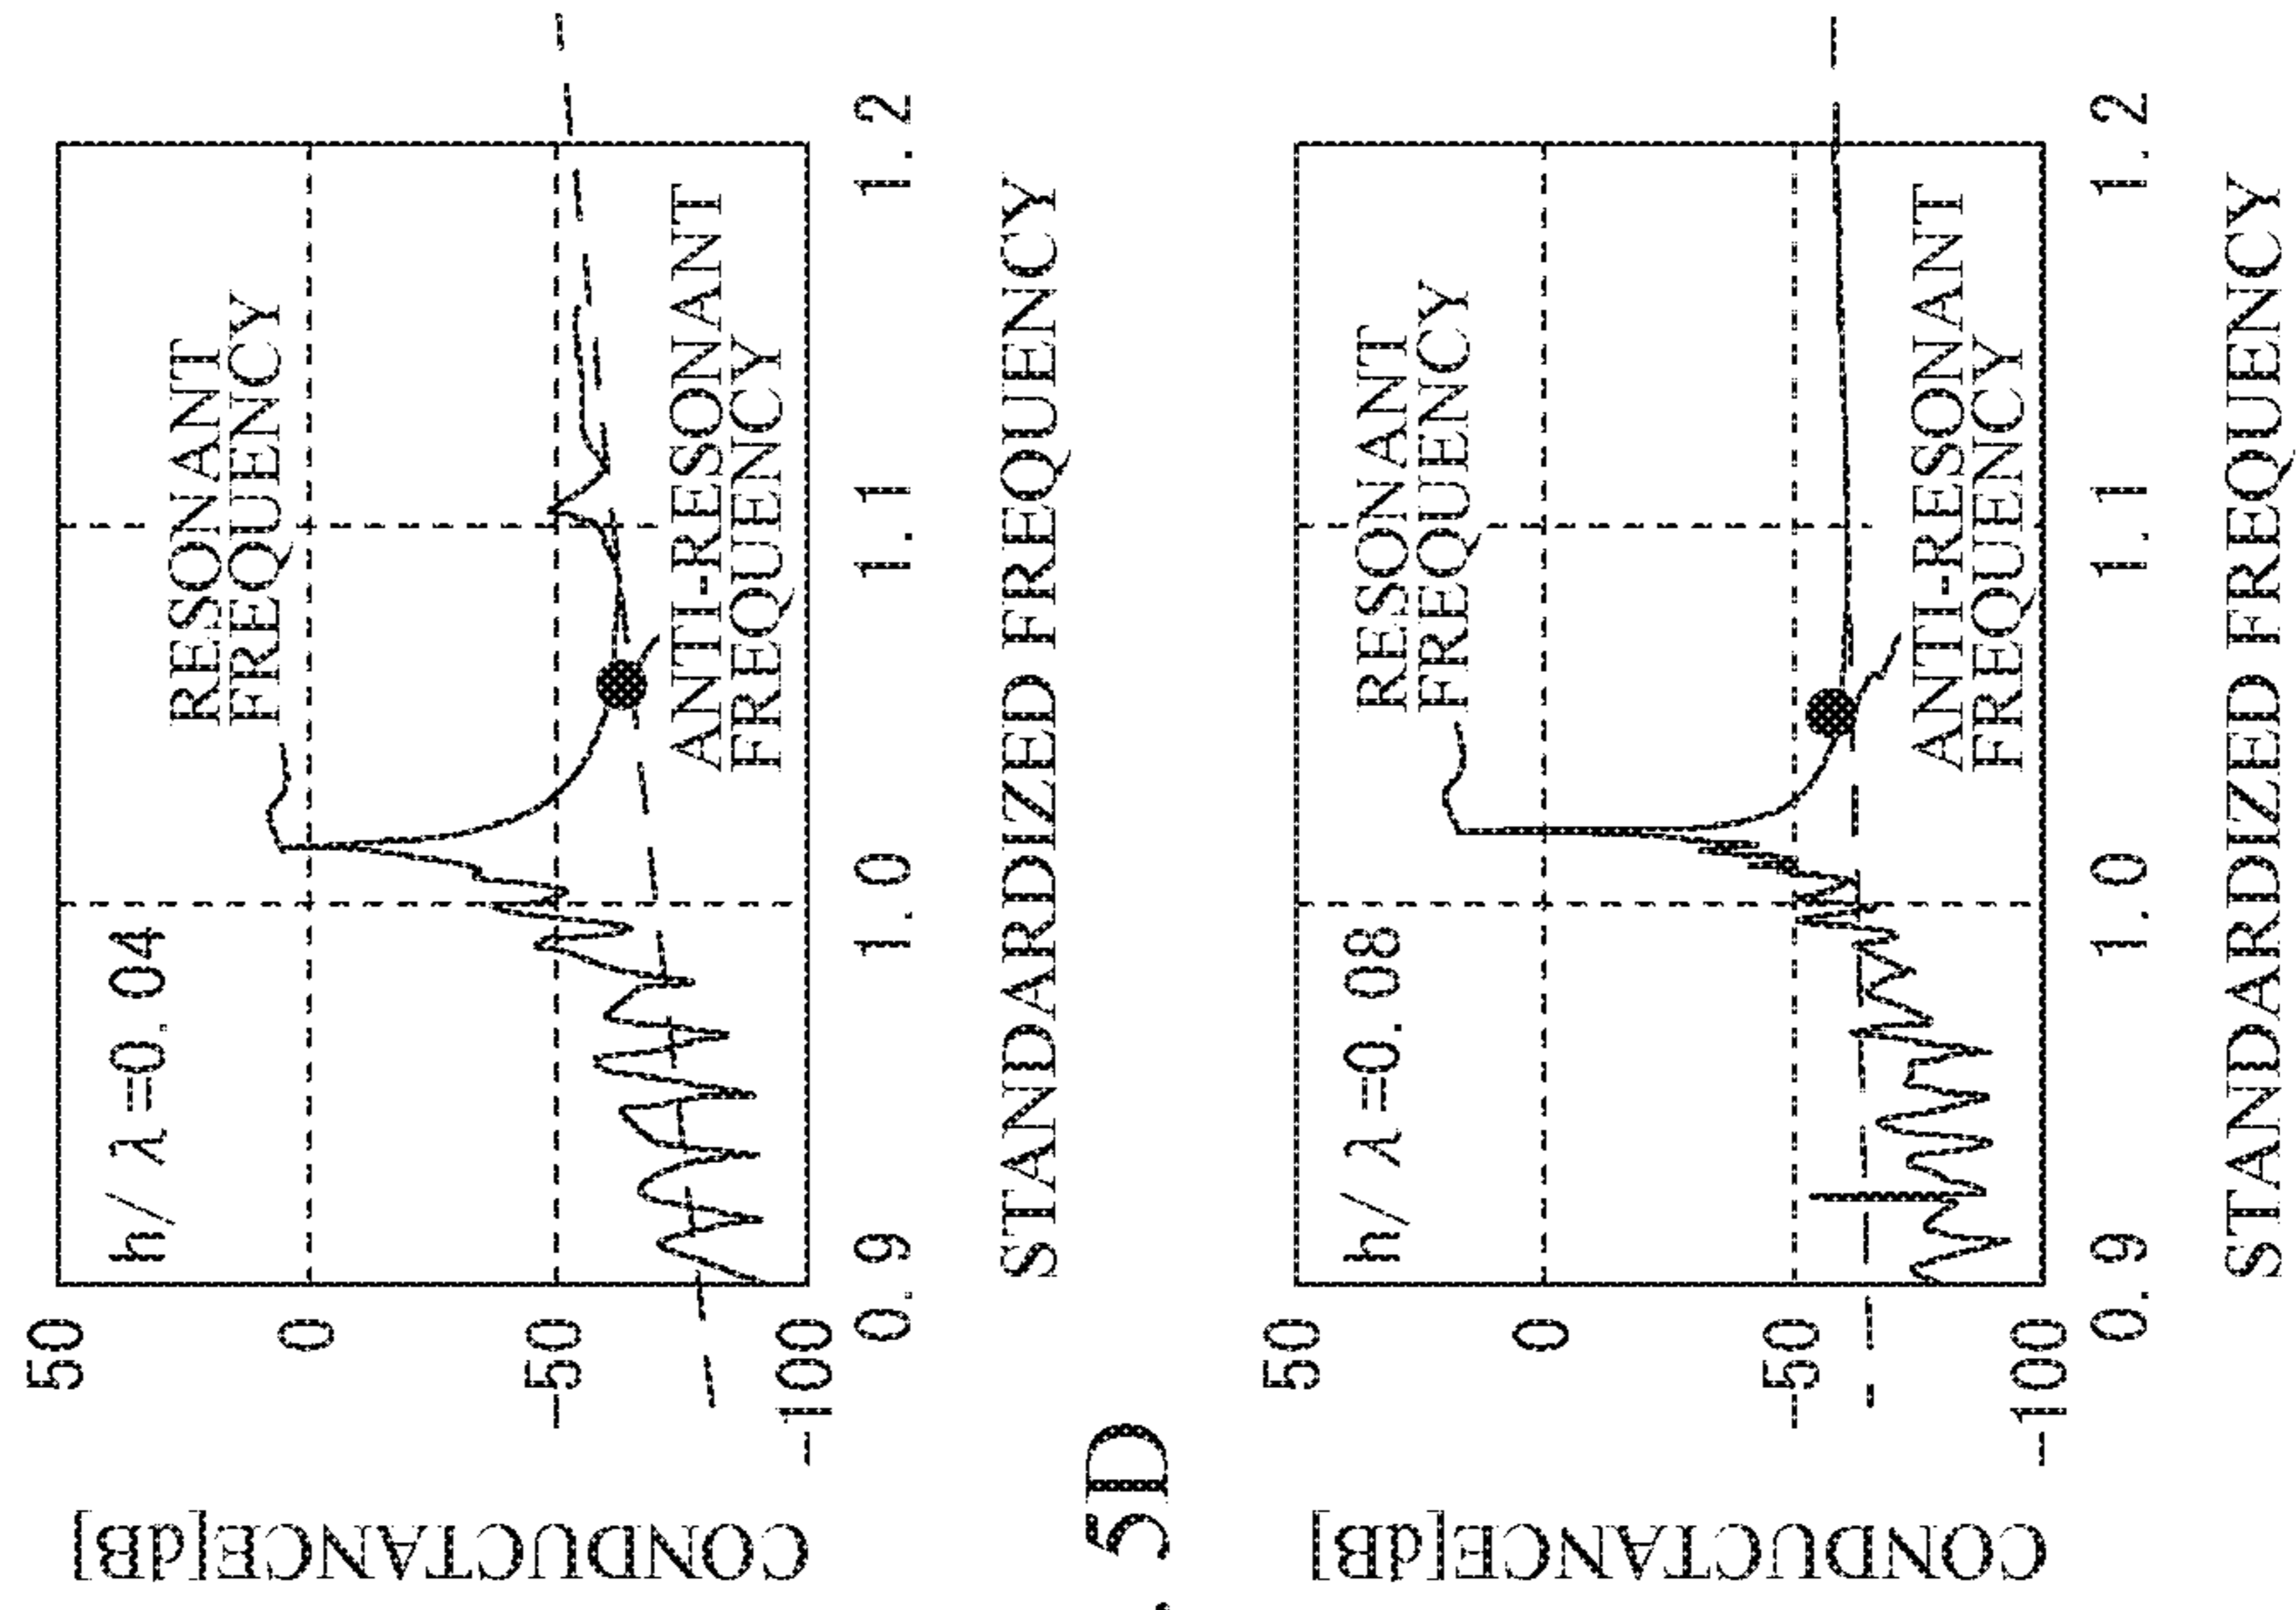 50
0
-50
-100
CONDUCTANCE[dB]
h/λ=0.04
RESONANT
FREQUENCY
ANTI-RESONANT
FREQUENCY
0.9
1.0
1.1
1.2
STANDARDIZED FREQUENCY
. 5D
50
0
-50
-100
CONDUCTANCE[dB]
h/λ=0.08
RESONANT
FREQUENCY
ANTI-RESONANT
FREQUENCY
0.9
1.0
1.1
1.2
STANDARDIZED FREQUENCY